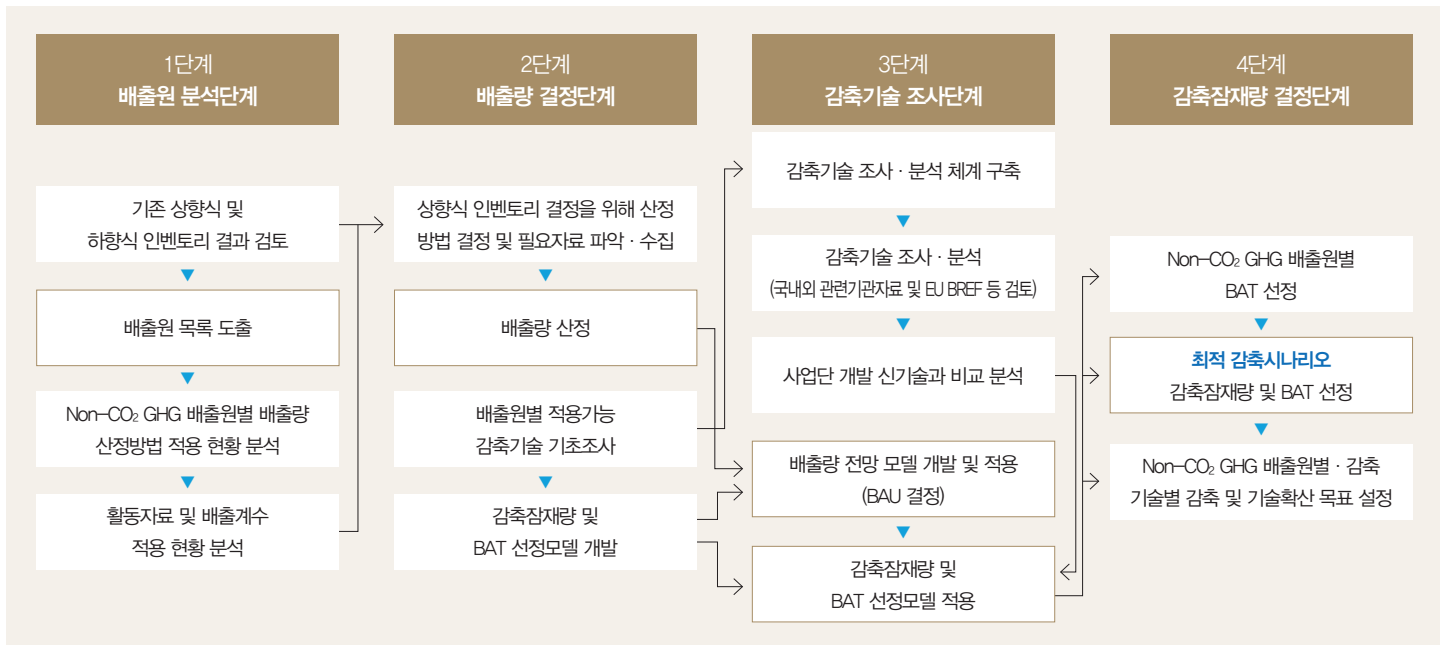 1단계
배출원 분석단계
기존 상향식 및
하향식 인벤토리 결과 검토
배출원 목록 도출
Non-CO₂ GHG 배출원별 배출량
산정방법 적용 현황 분석
활동자료 및 배출계수
적용 현황 분석
2단계
배출량 결정단계
상향식 인벤토리 결정을 위해 산정
방법 결정 및 필요자료 파악 · 수집
배출량 산정
배출원별 적용가능
감축기술 기초조사
감축잠재량 및
BAT 선정모델 개발
3단계
감축기술 조사단계
감축기술 조사 · 분석 체계 구축
감축기술 조사 · 분석
(국내외 관련기관자료 및 EU BREF 등 검토)
사업단 개발 신기술과 비교 분석
배출량 전망 모델 개발 및 적용
(BAU 결정)
감축잠재량 및
BAT 선정모델 적용
4단계
감축잠재량 결정단계
Non-CO₂ GHG 배출원별
BAT 선정
최적 감축시나리오
감축잠재량 및 BAT 선정
Non-CO₂ GHG 배출원별 · 감축
기술별 감축 및 기술확산 목표 설정